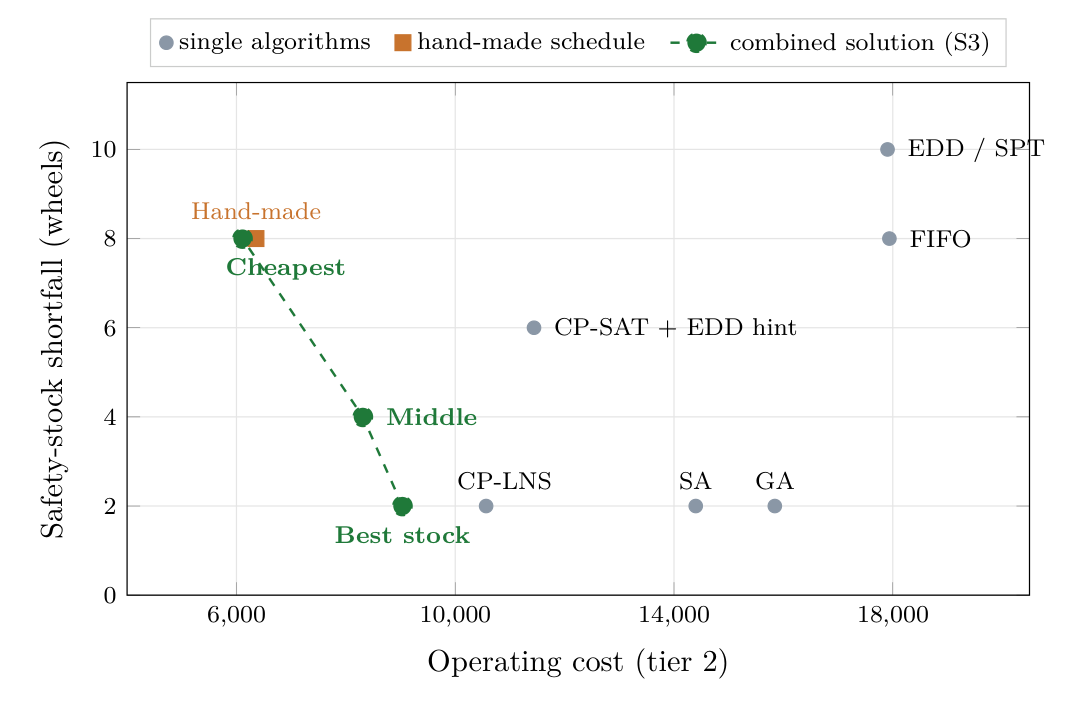 single algorithms hand-made schedule combined solution (S3)
Safety-stock shortfall (wheels)
10
8
6
4
2
0
EDD / SPT
Hand-made
FIFO
Cheapest
CP-SAT + EDD hint
Middle
CP-LNS
SA
GA
Best stock
6,000 10,000 14,000 18,000
Operating cost (tier 2)